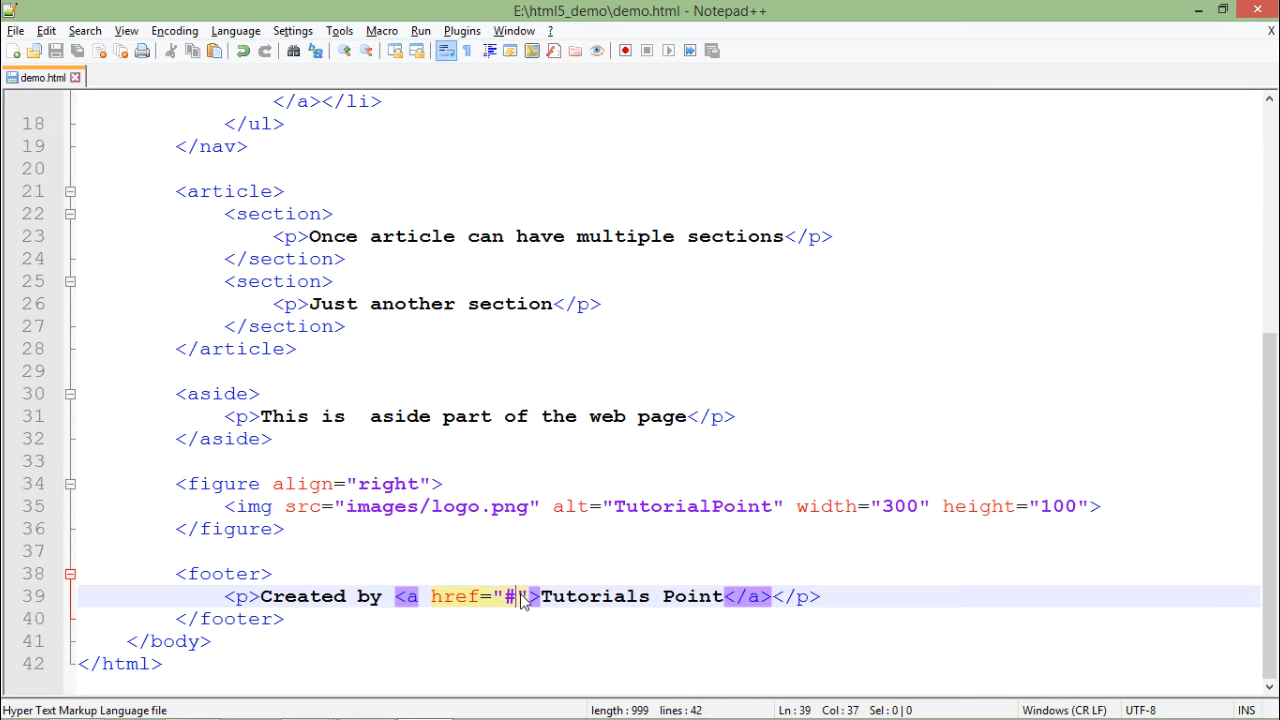 E:\html5_demo\demo.html - Notepad++
File Edit Search View Encoding Language Settings Tools Macro Run Plugins Window ? X
demo.html
</a></li>
18 </ul>
19 </nav>
20
21 <article>
22 <section>
23 <p>Once article can have multiple sections</p>
24 </section>
25 <section>
26 <p>Just another section</p>
27 </section>
28 </article>
29
30 <aside>
31 <p>This is  aside part of the web page</p>
32 </aside>
33
34 <figure align="right">
35 <img src="images/logo.png" alt="TutorialPoint" width="300" height="100">
36 </figure>
37
38 <footer>
39 <p>Created by <a href="#">Tutorials Point</a></p>
40 </footer>
41 </body>
42 </html>
Hyper Text Markup Language file length : 999 lines : 42 Ln : 39 Col : 37 Sel : 0 | 0 Windows (CR LF) UTF-8 INS